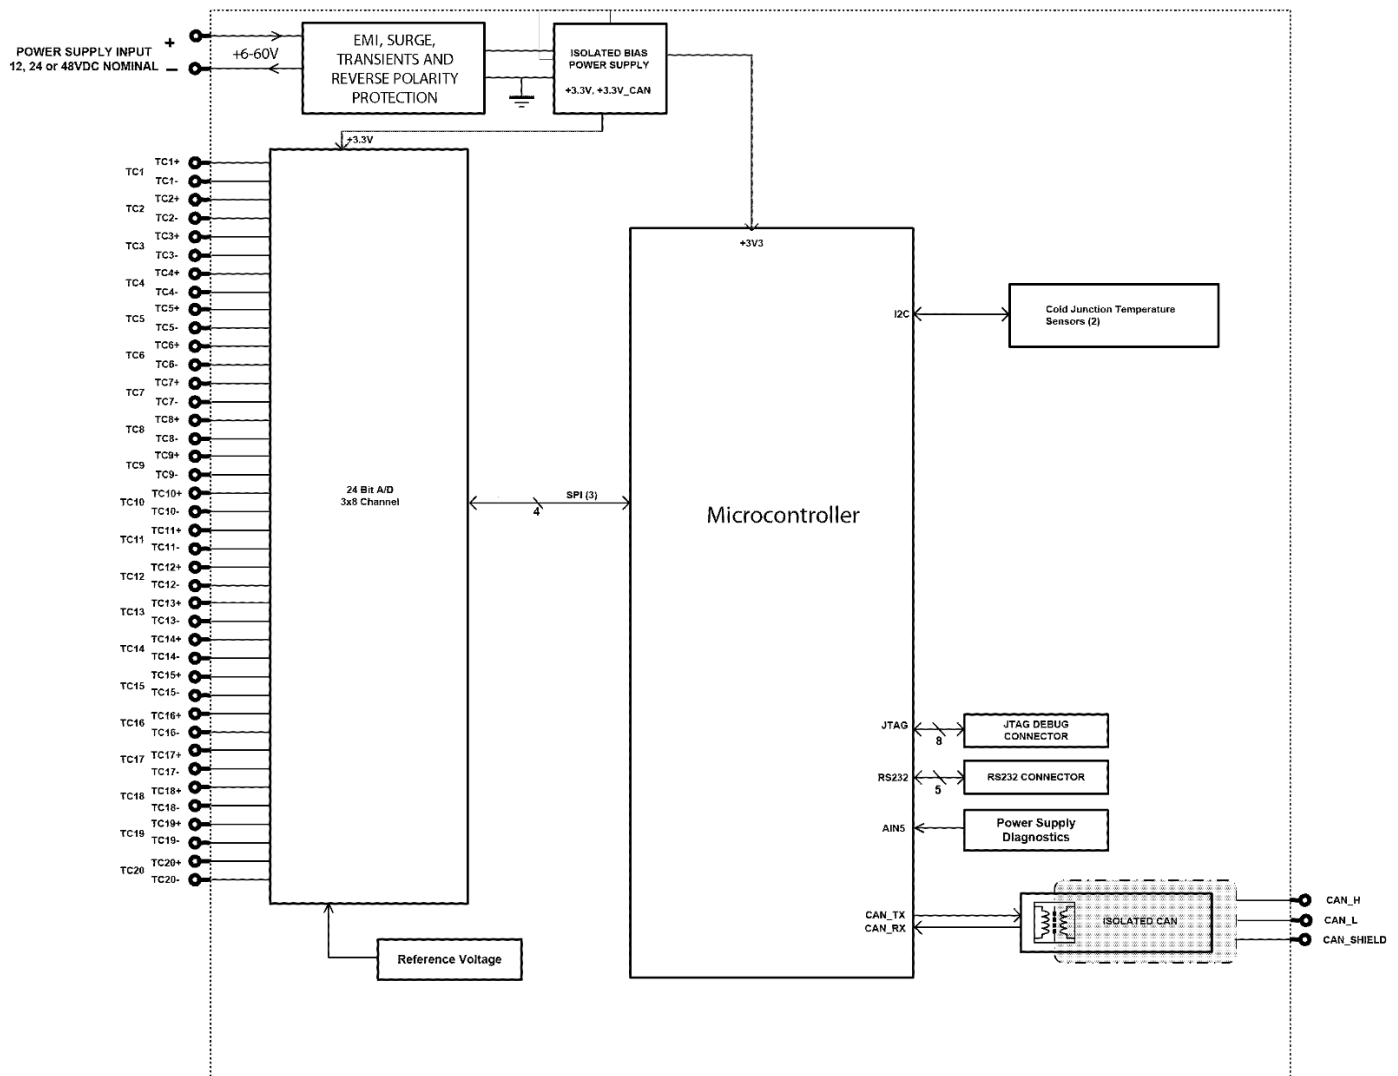 POWER SUPPLY INPUT
12, 24 or 48VDC NOMINAL
+
–
+6-60V
EMI, SURGE,
TRANSIENTS AND
REVERSE POLARITY
PROTECTION
ISOLATED BIAS
POWER SUPPLY
+3.3V, +3.3V_CAN
+3.3V
TC1
TC1+
TC1-
TC2
TC2+
TC2-
TC3
TC3+
TC3-
TC4
TC4+
TC4-
TC5
TC5+
TC5-
TC6
TC6+
TC6-
TC7
TC7+
TC7-
TC8
TC8+
TC8-
TC9
TC9+
TC9-
TC10
TC10+
TC10-
TC11
TC11+
TC11-
TC12
TC12+
TC12-
TC13
TC13+
TC13-
TC14
TC14+
TC14-
TC15
TC15+
TC15-
TC16
TC16+
TC16-
TC17
TC17+
TC17-
TC18
TC18+
TC18-
TC19
TC19+
TC19-
TC20
TC20+
TC20-
24 Bit A/D
3x8 Channel
Reference Voltage
SPI (3)
4
+3V3
Microcontroller
I2C
Cold Junction Temperature
Sensors (2)
JTAG
8
JTAG DEBUG
CONNECTOR
RS232
5
RS232 CONNECTOR
AIN5
Power Supply
Diagnostics
CAN_TX
CAN_RX
ISOLATED CAN
CAN_H
CAN_L
CAN_SHIELD